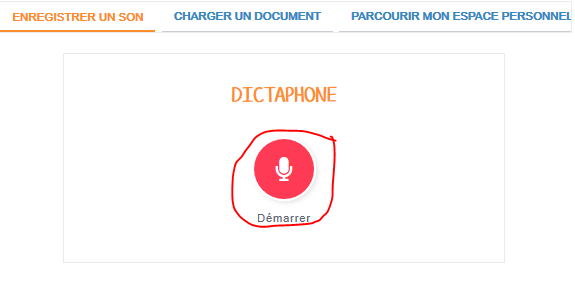 ENREGISTRER UN SON CHARGER UN DOCUMENT PARCOURIR MON ESPACE PERSONNEL
DICTAPHONE
Démarrer